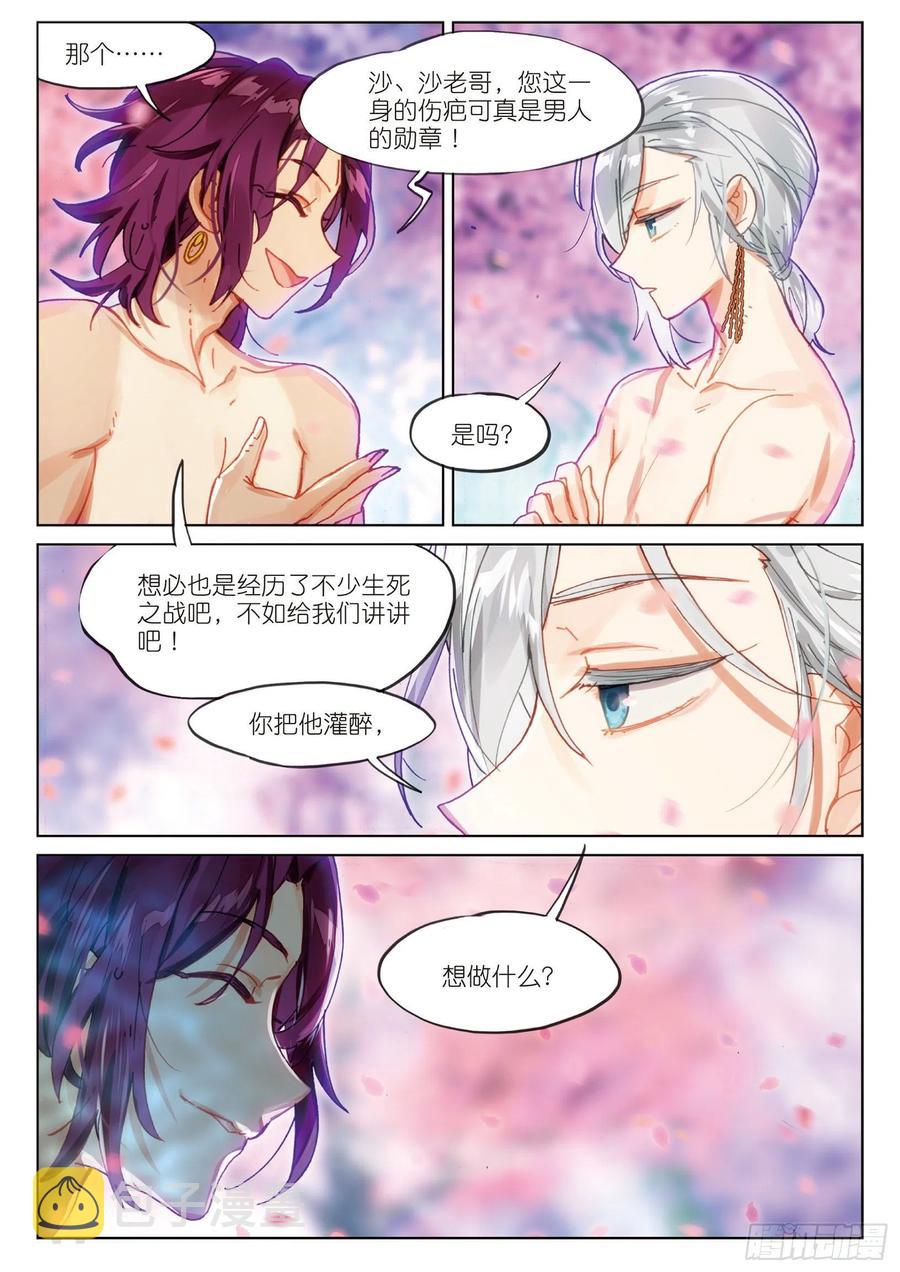 那个……
沙、沙老哥，您这一
身的伤疤可真是男人
的勋章！
是吗？
想必也是经历了不少生死
之战吧，不如给我们讲讲
吧！
你把他灌醉，
想做什么？
包子漫畫
腾讯动漫